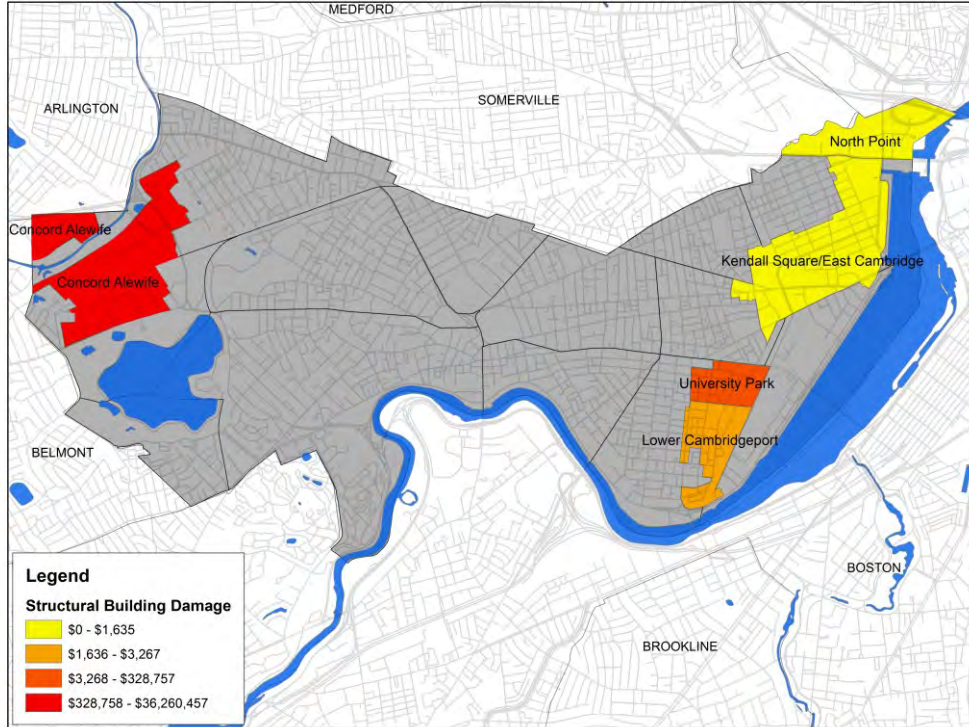 MEDFORD
ARLINGTON
SOMERVILLE
North Point
Concord Alewife
Kendall Square/East Cambridge
Concord Alewife
University Park
Lower Cambridgeport
BELMONT
BOSTON
BROOKLINE
Legend
Structural Building Damage
$0 - $1,635
$1,636 - $3,267
$3,268 - $328,757
$328,758 - $36,260,457